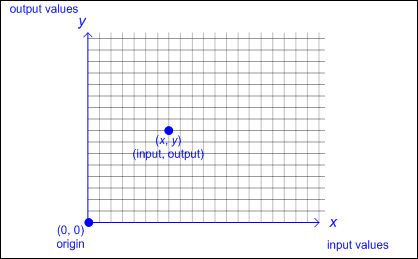 output values
y
(x, y)
(input, output)
(0, 0)
origin
x
input values